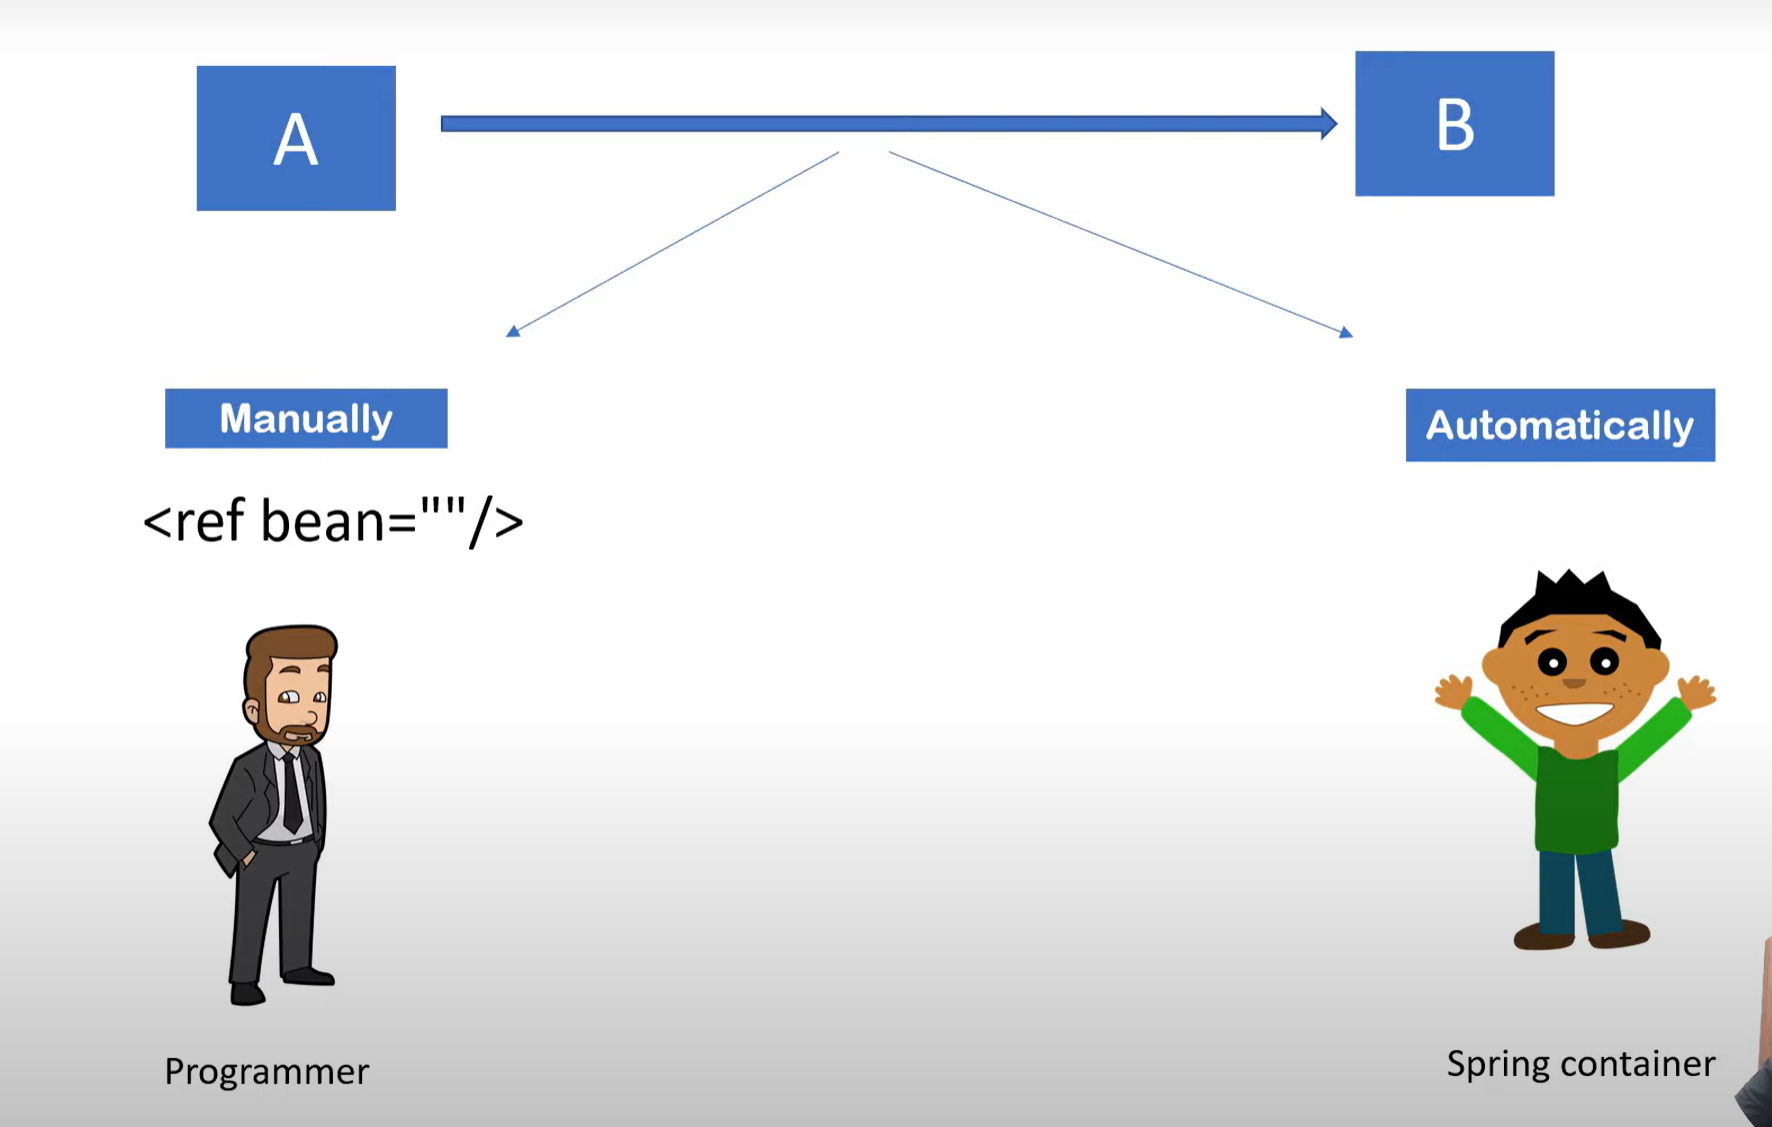 A
B
Manually
Automatically
<ref bean=""/>
Programmer
Spring container